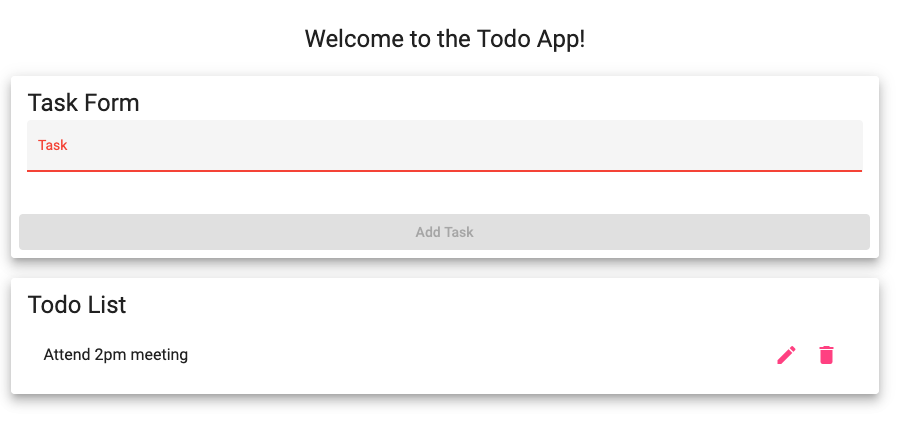 Welcome to the Todo App!
Task Form
Task
Add Task
Todo List
Attend 2pm meeting